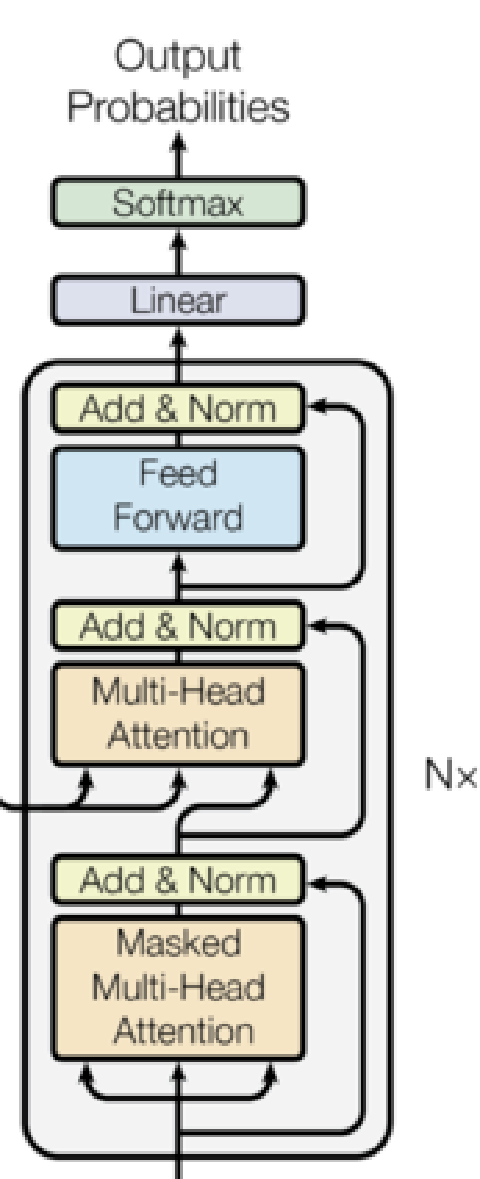 Output
Probabilities
Softmax
Linear
Add & Norm
Feed
Forward
Add & Norm
Multi-Head
Attention
Nx
Add & Norm
Masked
Multi-Head
Attention